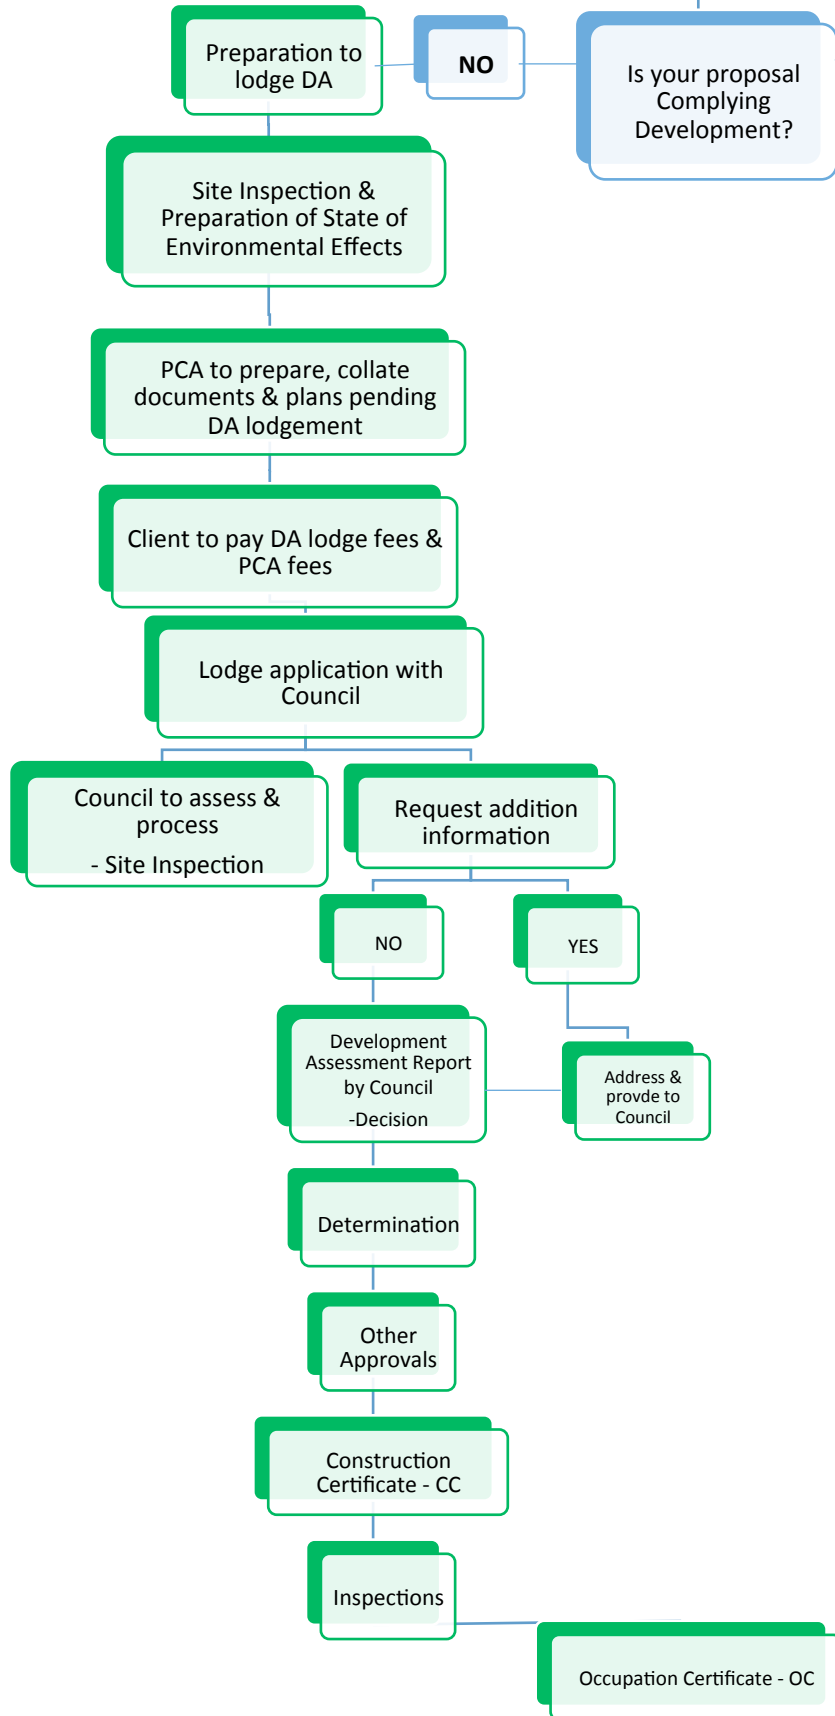 Preparation to
lodge DA
NO
Is your proposal
Complying
Development?
Site Inspection &
Preparation of State of
Environmental Effects
PCA to prepare, collate
documents & plans pending
DA lodgement
Client to pay DA lodge fees &
PCA fees
Lodge application with
Council
Council to assess &
process
- Site Inspection
Request addition
information
NO
YES
Development
Assessment Report
by Council
-Decision
Address &
provde to
Council
Determination
Other
Approvals
Construction
Certificate - CC
Inspections
Occupation Certificate - OC